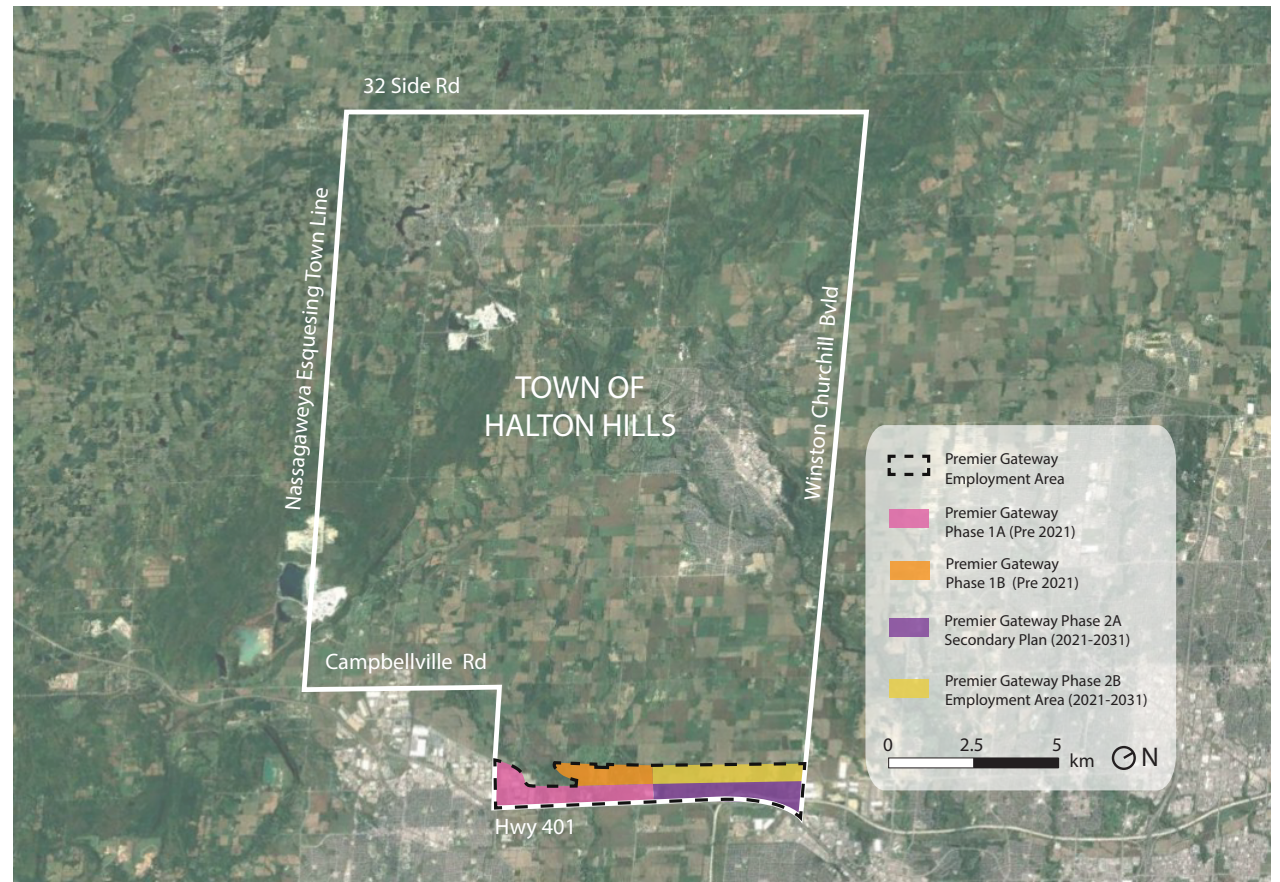 32 Side Rd
Nassagaweya Esquesing Town Line
TOWN OF
HALTON HILLS
Winston Churchill Bvld
Campbellville Rd
Hwy 401
Premier Gateway
Employment Area
Premier Gateway
Phase 1A (Pre 2021)
Premier Gateway
Phase 1B (Pre 2021)
Premier Gateway Phase 2A
Secondary Plan (2021-2031)
Premier Gateway Phase 2B
Employment Area (2021-2031)
0 2.5 5
km N